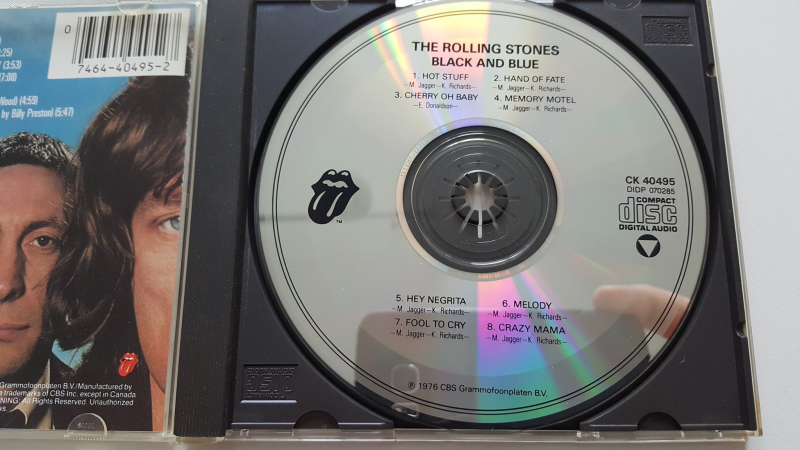 0
7464-40495-2
:25)
(3:53)
(7:08)
Wood) (4:59)
by Billy Preston) (5:47)
Grammofoonplaten B.V./Manufactured by
trademarks of CBS Inc. except in Canada
NING: All Rights Reserved. Unauthorized
ws.
THE ROLLING STONES
BLACK AND BLUE
1. HOT STUFF
–M. Jagger–K. Richards–
2. HAND OF FATE
–M. Jagger–K. Richards–
3. CHERRY OH BABY
–E. Donaldson–
4. MEMORY MOTEL
–M. Jagger–K. Richards–
CK 40495
DIDP 070285
COMPACT
disc
DIGITAL AUDIO
TM
5. HEY NEGRITA
–M. Jagger–K. Richards–
6. MELODY
–M. Jagger–K. Richards–
7. FOOL TO CRY
–M. Jagger–K. Richards–
8. CRAZY MAMA
–M. Jagger–K. Richards–
℗ 1976 CBS Grammofoonplaten B.V.